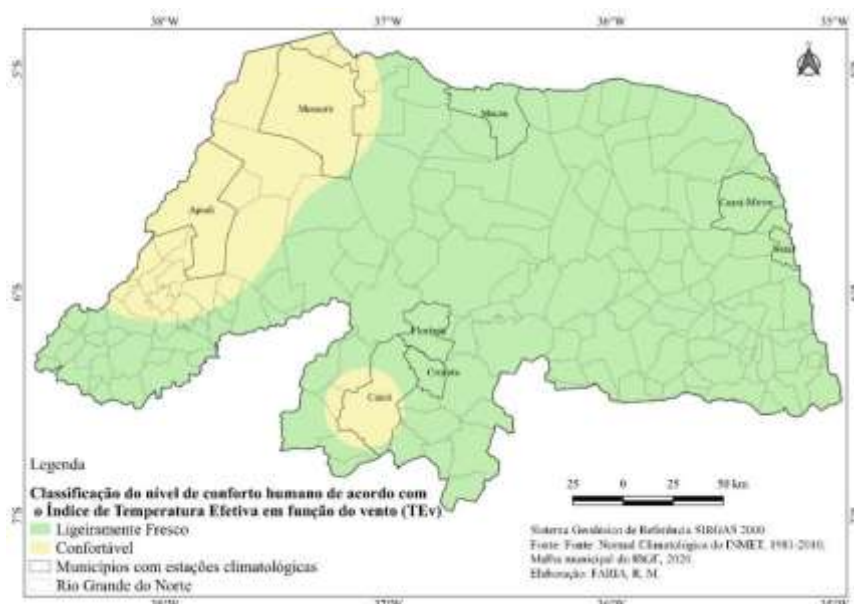 38°W 37°W 36°W 35°W
5°S
Mossoró
Macau
Apodi
Ceará-Mirim
Natal
6°S 6°S
Florânia
Cruzeta
Caicó
Legenda
Classificação do nível de conforto humano de acordo com
o Índice de Temperatura Efetiva em função do vento (TEv)
Ligeiramente Fresco
Confortável
Municípios com estações climatológicas
Rio Grande do Norte
7°S
25 0 25 50 km
Sistema Geodésico de Referência SIRGAS 2000
Fonte: Fonte: Normal Climatológica do INMET, 1981-2010.
Malha municipal do IBGE, 2020.
Elaboração: FARIA, R. M.
37°W 36°W